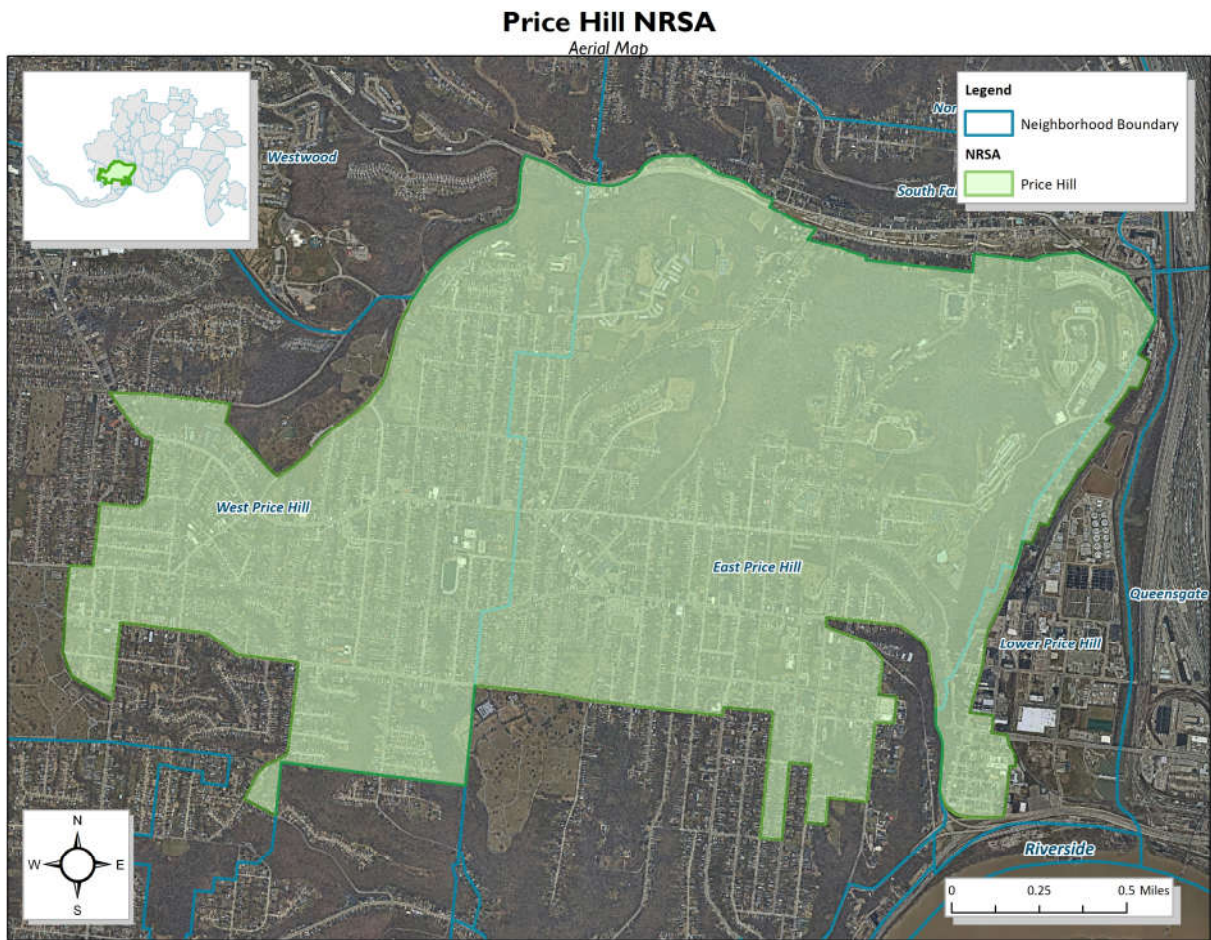 Price Hill NRSA
Aerial Map
Legend
Neighborhood Boundary
NRSA
Price Hill
Westwood
Nor
South Fa
West Price Hill
East Price Hill
Queensgate
Lower Price Hill
Riverside
N
W E
S
0 0.25 0.5 Miles